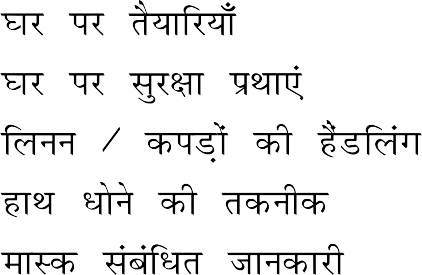 घर पर तैयारियाँ
घर पर सुरक्षा प्रथाएं
लिनन / कपड़ों की हैंडलिंग
हाथ धोने की तकनीक
मास्क संबंधित जानकारी